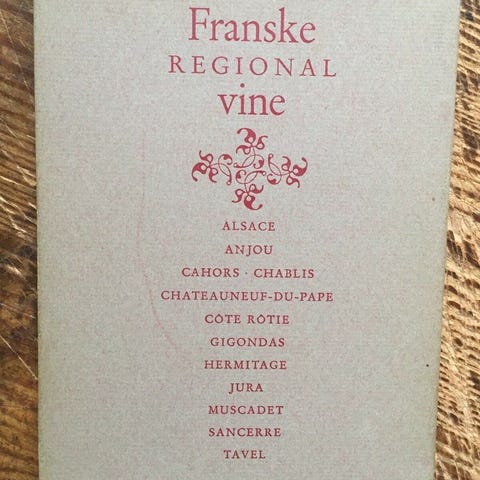 Franske
REGIONAL
vine
ALSACE
ANJOU
CAHORS · CHABLIS
CHATEAUNEUF-DU-PAPE
CÔTE RÔTIE
GIGONDAS
HERMITAGE
JURA
MUSCADET
SANCERRE
TAVEL